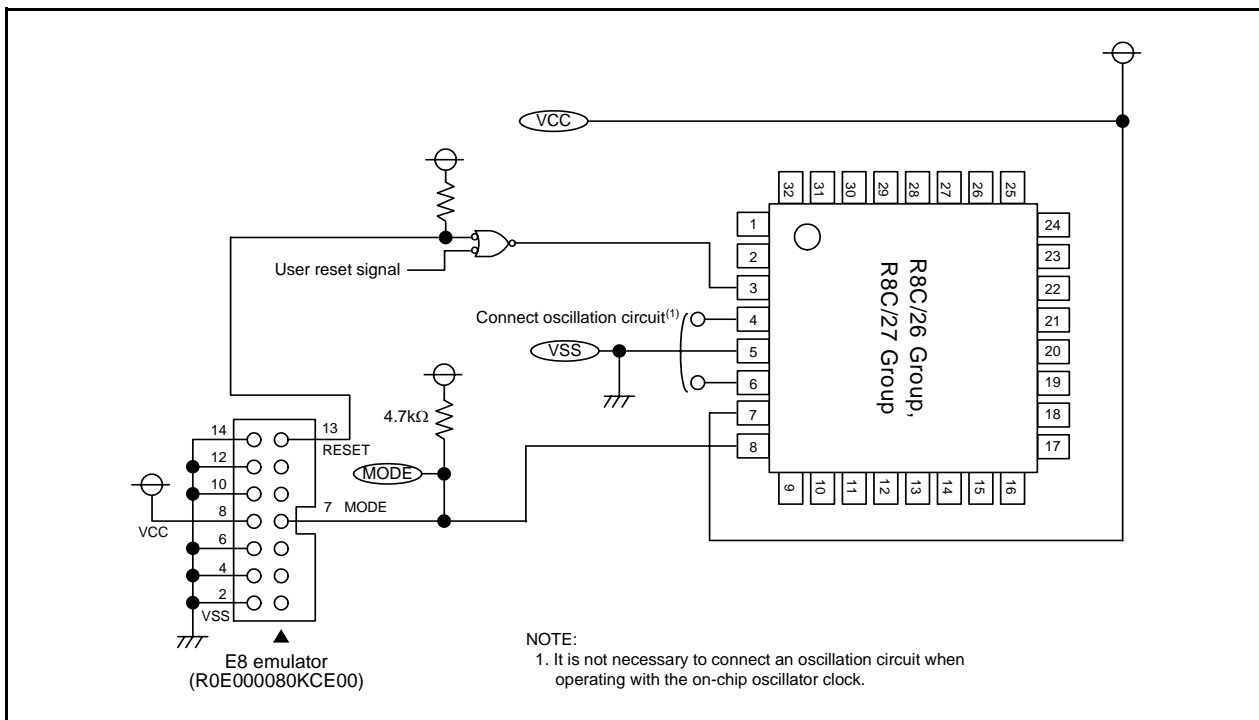 VCC
32 31 30 29 28 27 26 25
1
2
3
4
5
6
7
8
24
23
22
21
20
19
18
17
9 10 11 12 13 14 15 16
R8C/26 Group,
R8C/27 Group
User reset signal
Connect oscillation circuit(1)
VSS
4.7kΩ
MODE
14
13
RESET
12
10
8
7 MODE
VCC
6
4
2
VSS
E8 emulator
(R0E000080KCE00)
NOTE:
1. It is not necessary to connect an oscillation circuit when
operating with the on-chip oscillator clock.